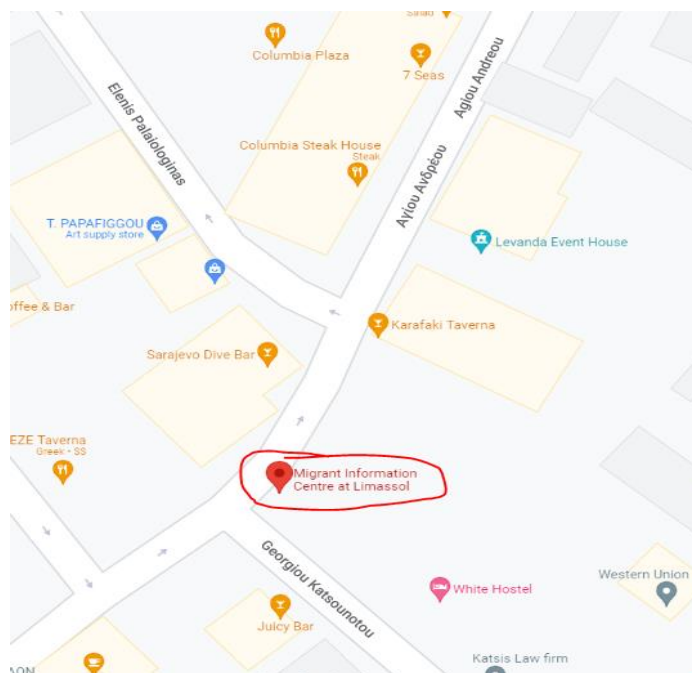 Salad
Columbia Plaza
7 Seas
Agiou Andreou
Elenis Palaiologinas
Columbia Steak House
Steak
Αγίου Ανδρέου
T. PAPAFIGGOU
Art supply store
Levanda Event House
offee & Bar
Karafaki Taverna
Sarajevo Dive Bar
EZE Taverna
Greek • $$
Migrant Information
Centre at Limassol
Georgiou Katsounotou
Western Union
White Hostel
Juicy Bar
Katsis Law firm